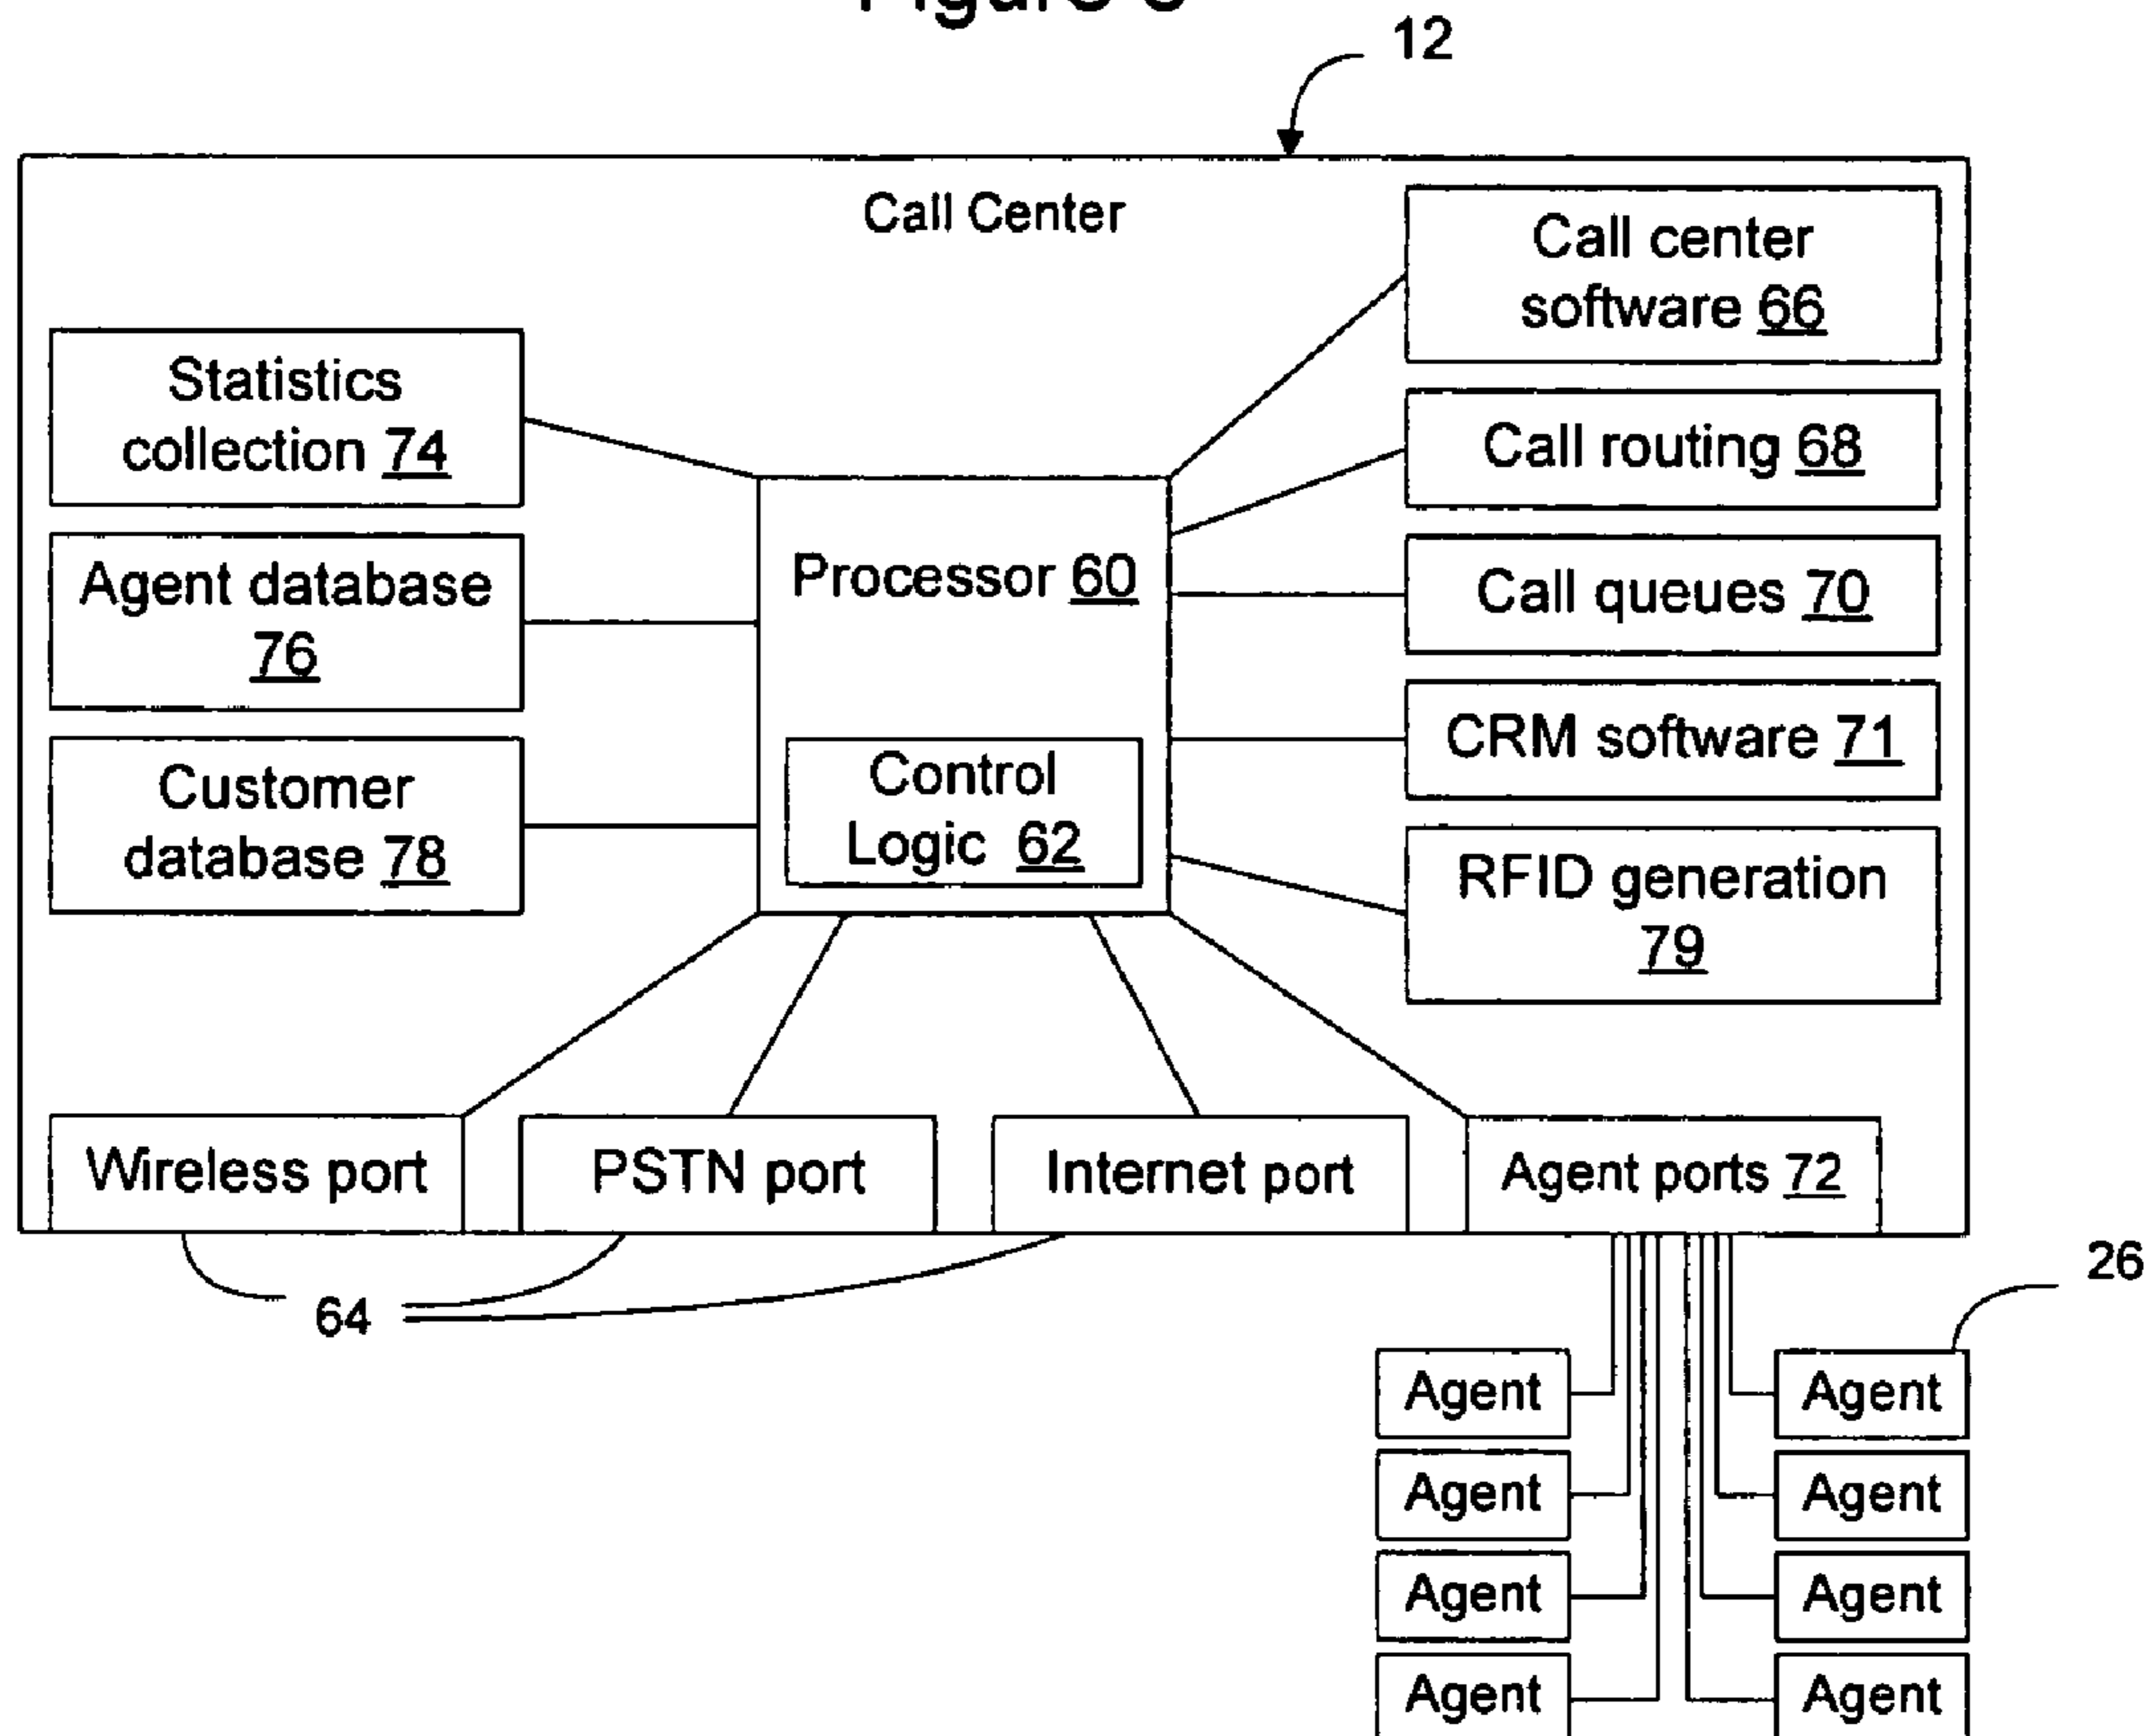 12
Call Center
Call center
software 66
Statistics
collection 74
Call routing 68
Agent database
76
Processor 60
Call queues 70
CRM software 71
Customer
database 78
Control
Logic 62
RFID generation
79
Wireless port
PSTN port
Internet port
Agent ports 72
64
26
Agent
Agent
Agent
Agent
Agent
Agent
Agent
Agent